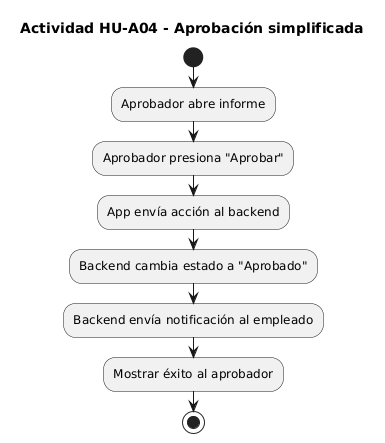 Actividad HU-A04 - Aprobación simplificada
Aprobador abre informe
Aprobador presiona "Aprobar"
App envía acción al backend
Backend cambia estado a "Aprobado"
Backend envía notificación al empleado
Mostrar éxito al aprobador